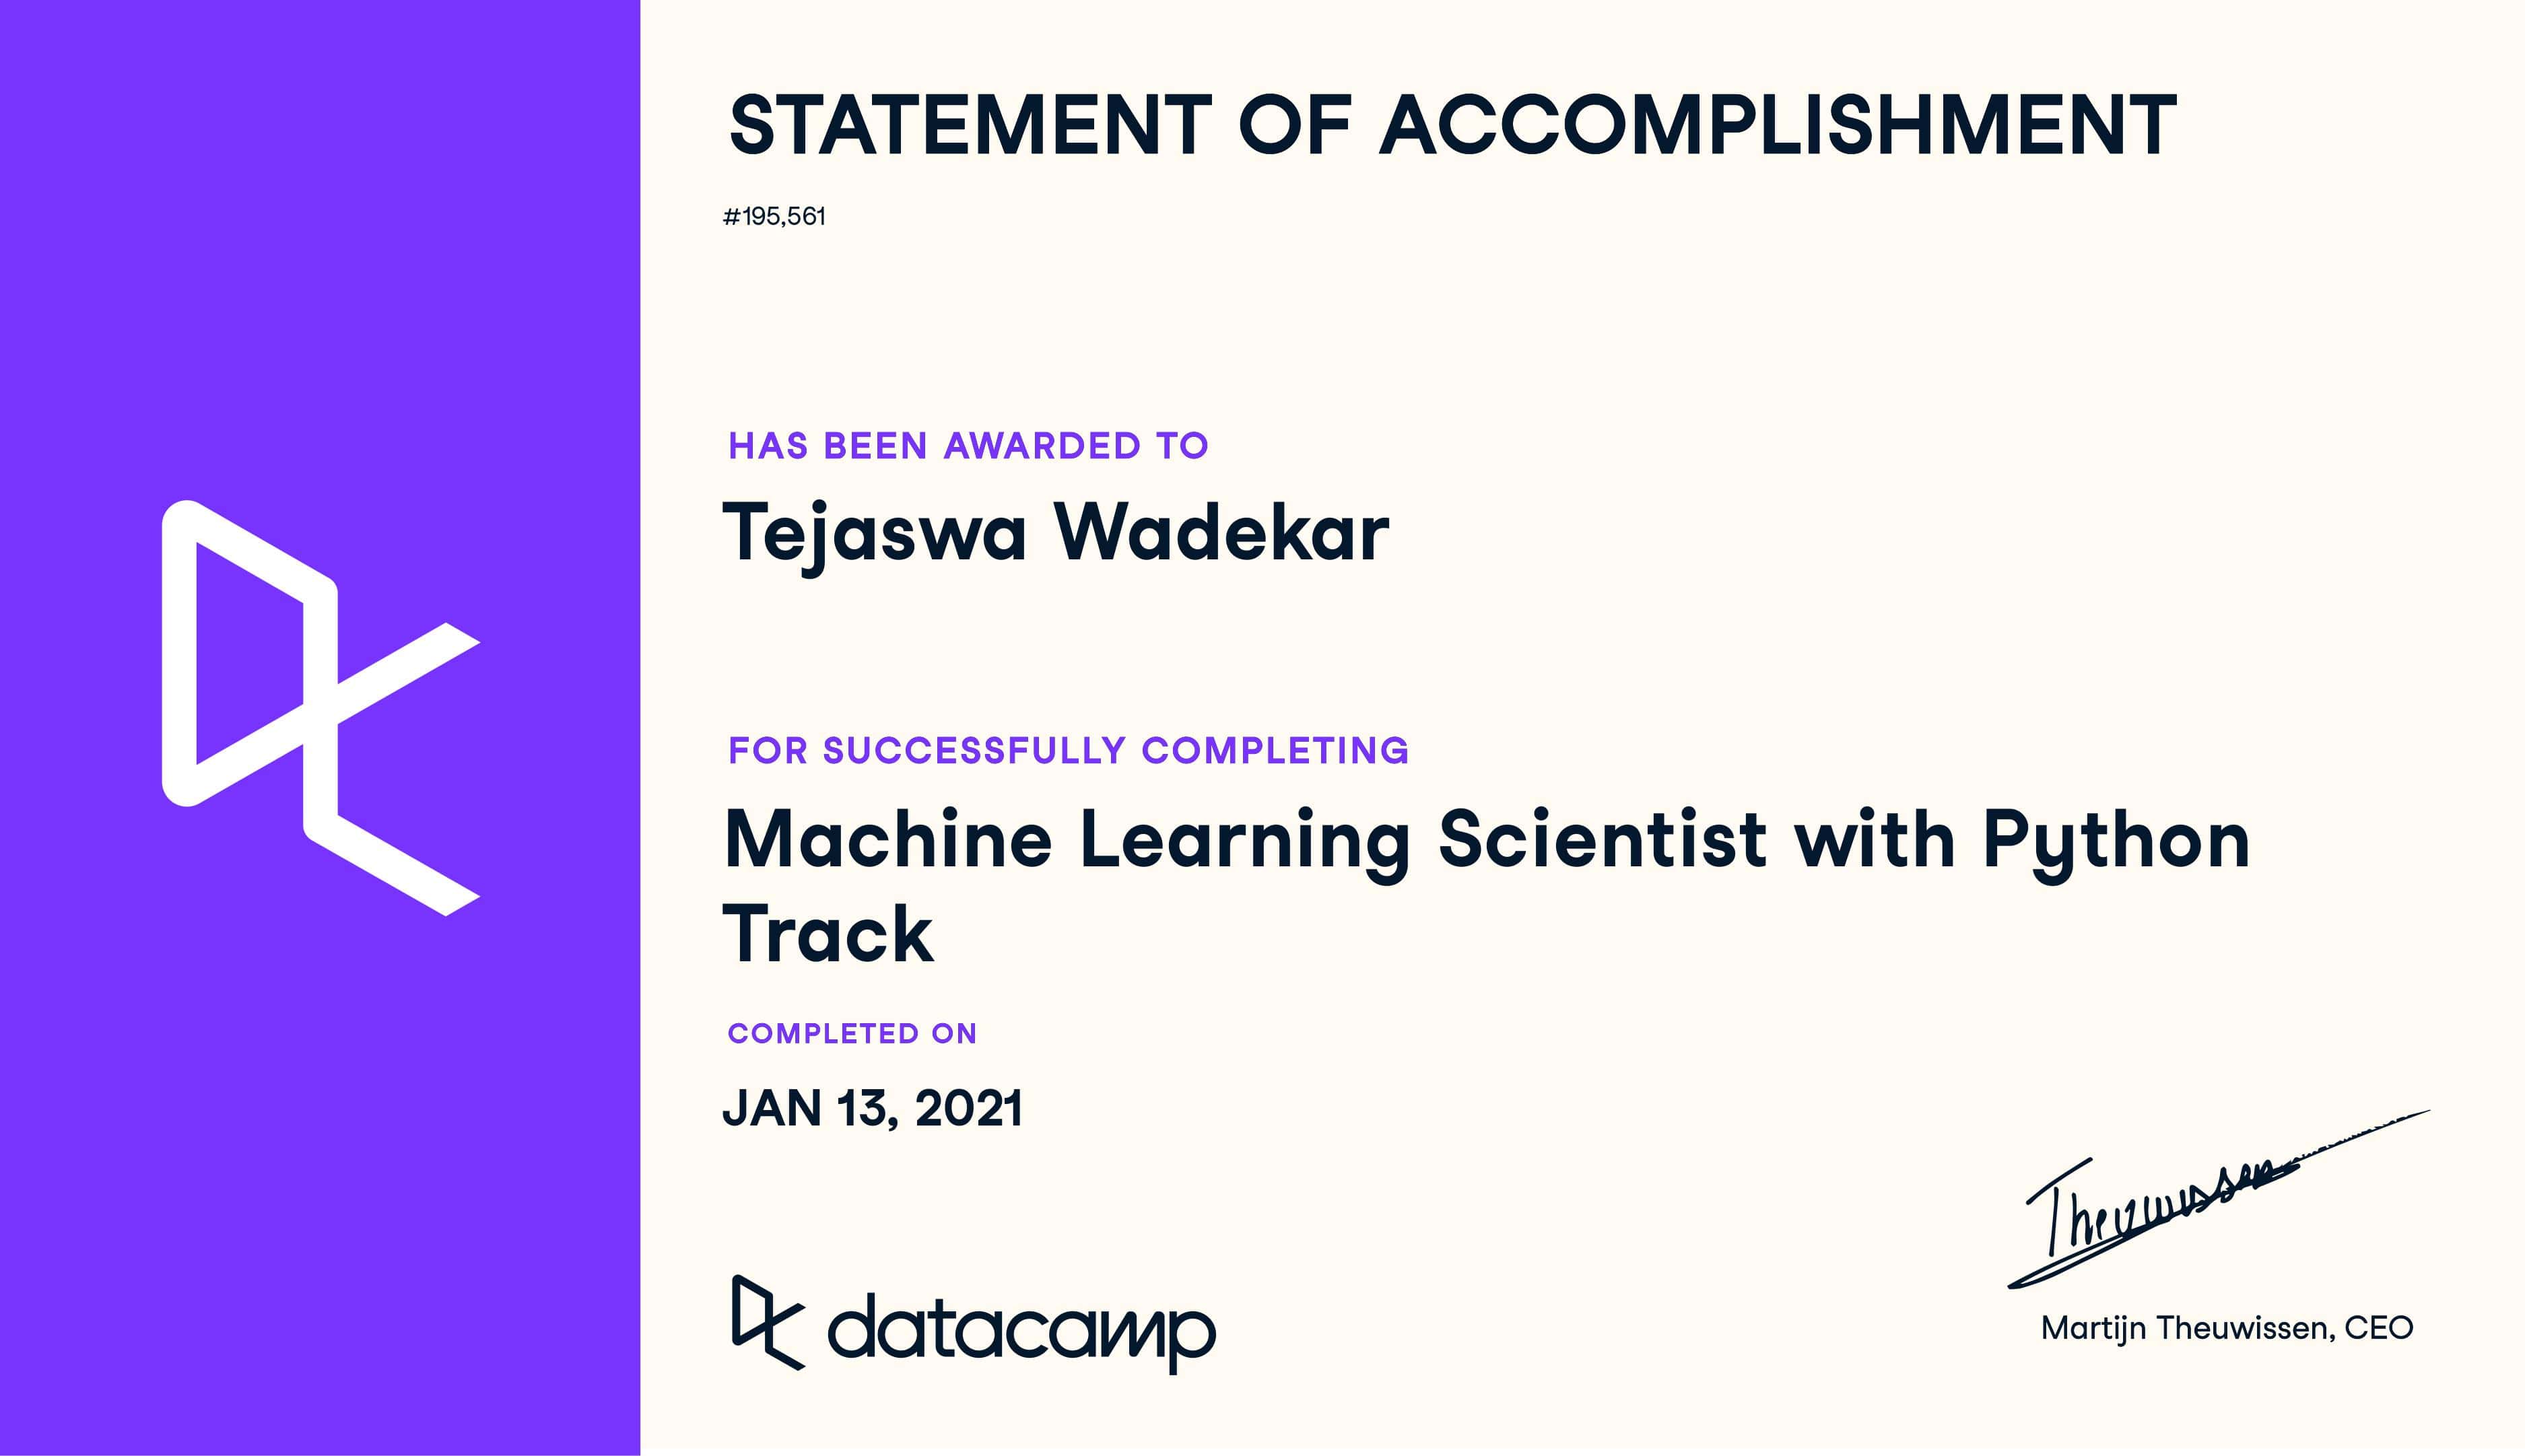 STATEMENT OF ACCOMPLISHMENT
#195,561
HAS BEEN AWARDED TO
Tejaswa Wadekar
FOR SUCCESSFULLY COMPLETING
Machine Learning Scientist with Python
Track
COMPLETED ON
JAN 13, 2021
Theuwissen
datacamp
Martijn Theuwissen, CEO